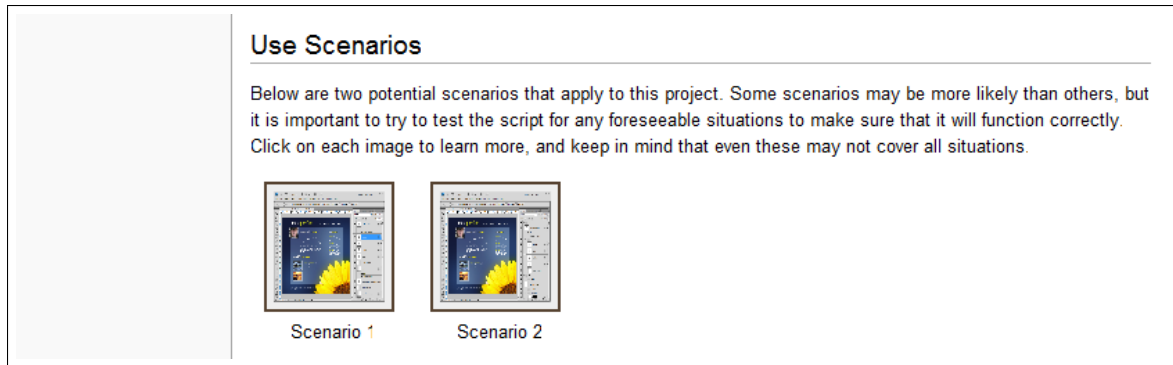 Use Scenarios
Below are two potential scenarios that apply to this project. Some scenarios may be more likely than others, but
it is important to try to test the script for any foreseeable situations to make sure that it will function correctly.
Click on each image to learn more, and keep in mind that even these may not cover all situations.
Scenario 1
Scenario 2